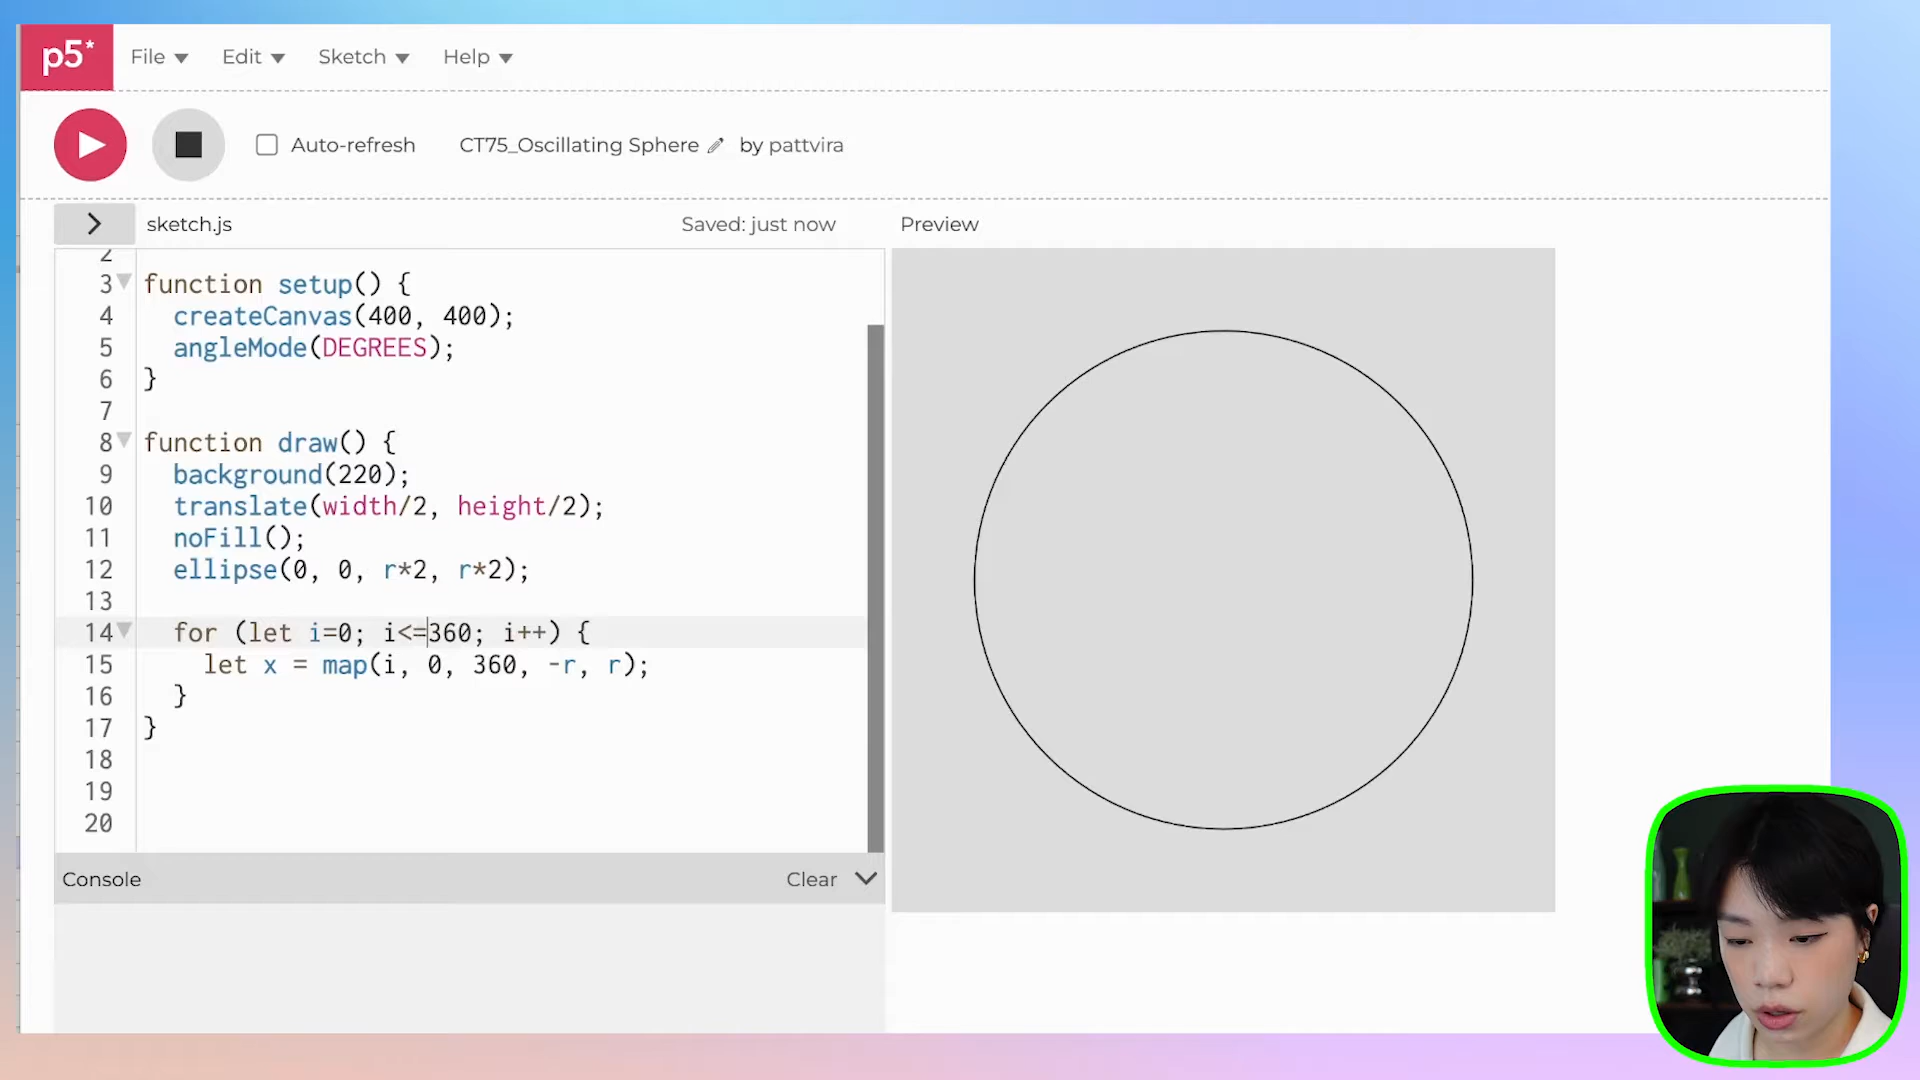 p5*
File Edit Sketch Help
Auto-refresh CT75_Oscillating Sphere by pattvira
sketch.js Saved: just now Preview
2
3 function setup() {
4 createCanvas(400, 400);
5 angleMode(DEGREES);
6 }
7
8 function draw() {
9 background(220);
10 translate(width/2, height/2);
11 noFill();
12 ellipse(0, 0, r*2, r*2);
13
14 for (let i=0; i<=360; i++) {
15 let x = map(i, 0, 360, -r, r);
16 }
17 }
18
19
20
Console Clear